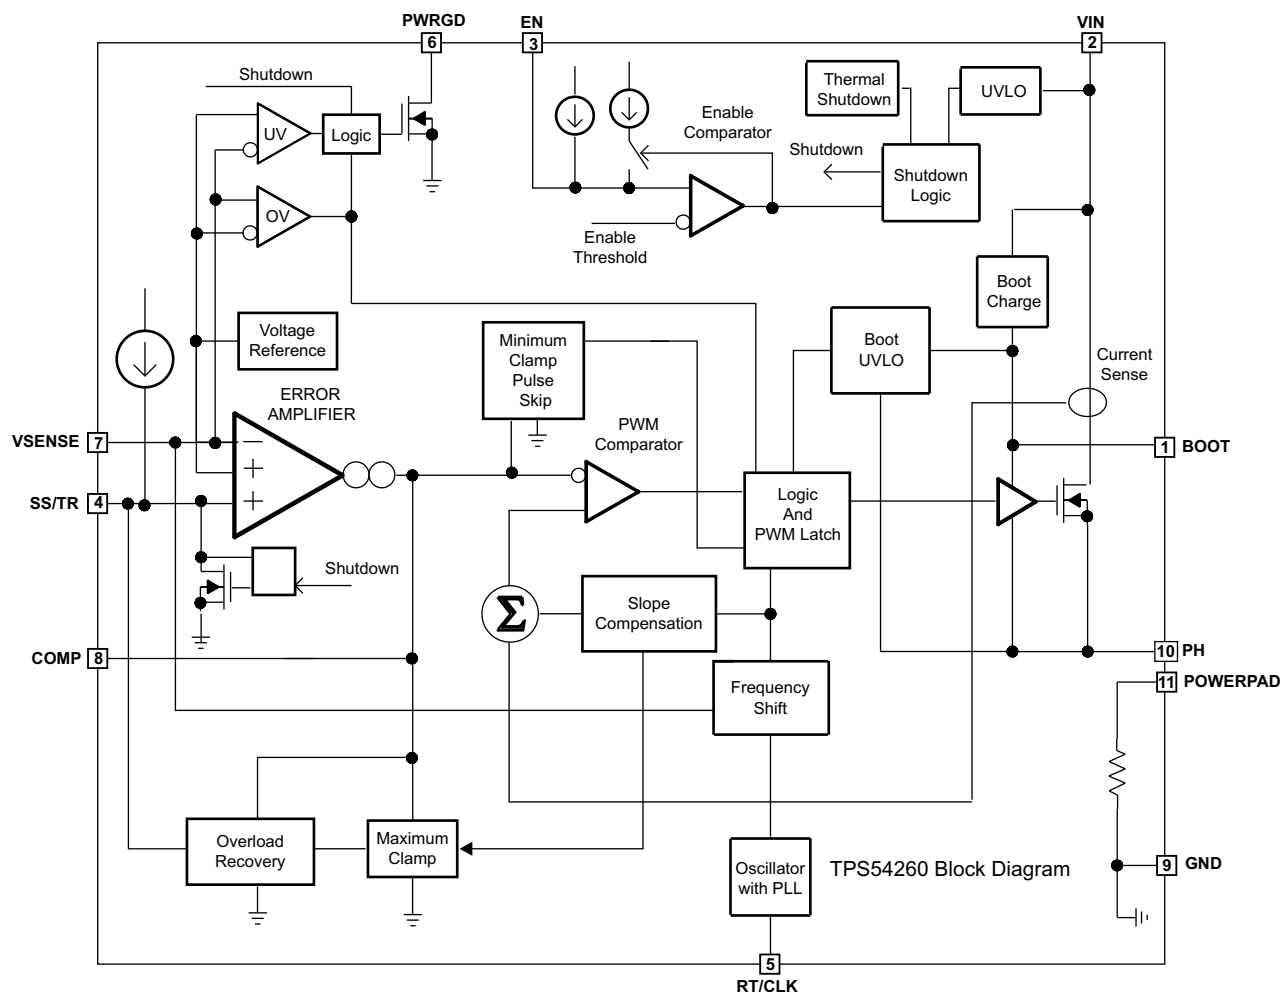 PWRGD
EN
VIN
6
3
2
Shutdown
UV
Logic
OV
Enable
Comparator
Enable
Threshold
Thermal
Shutdown
UVLO
Shutdown
Shutdown
Logic
Boot
Charge
Voltage
Reference
Minimum
Clamp
Pulse
Skip
Boot
UVLO
Current
Sense
ERROR
AMPLIFIER
PWM
Comparator
VSENSE 7
1 BOOT
−
+
+
SS/TR 4
Logic
And
PWM Latch
Shutdown
Σ
Slope
Compensation
COMP 8
10 PH
11 POWERPAD
Frequency
Shift
Overload
Recovery
Maximum
Clamp
Oscillator
with PLL
TPS54260 Block Diagram
9 GND
5
RT/CLK